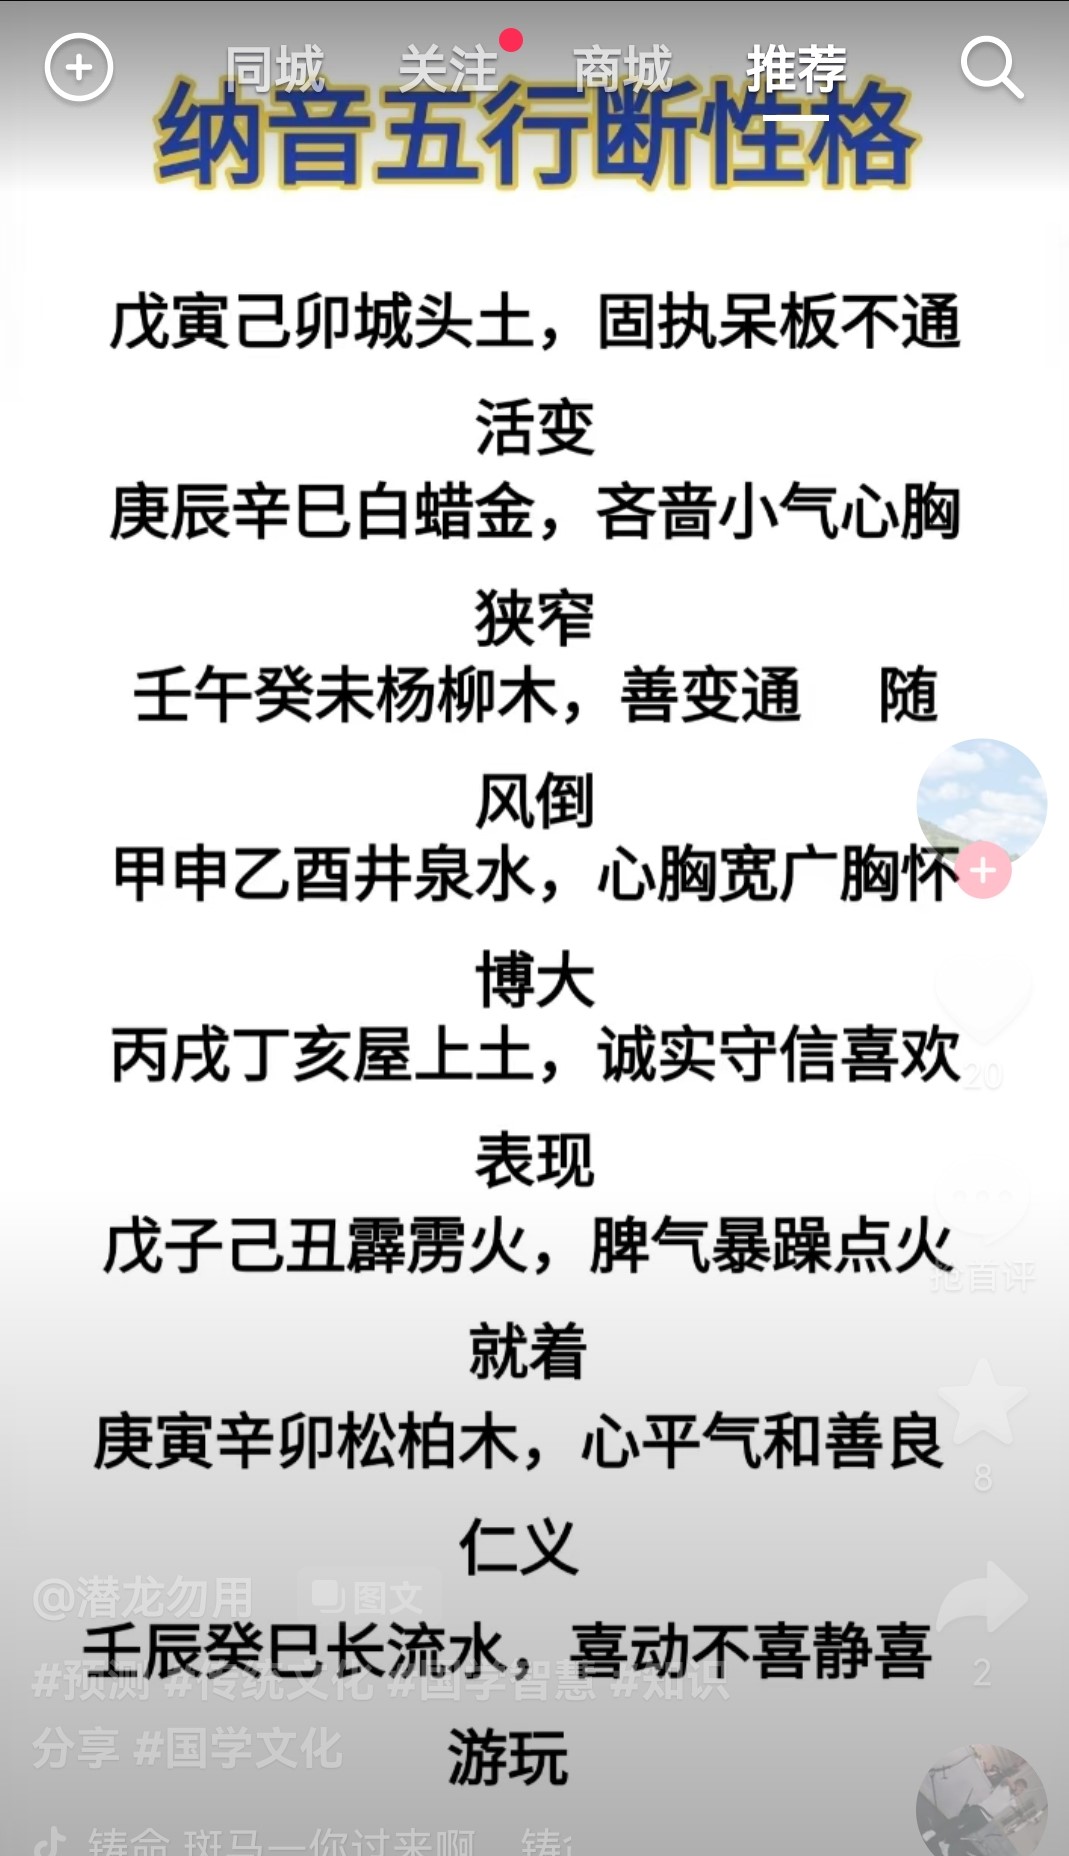 同城 关注 商城 推荐
纳音五行断性格
戊寅己卯城头土，固执呆板不通
活变
庚辰辛巳白蜡金，吝啬小气心胸
狭窄
壬午癸未杨柳木，善变通 随
风倒
甲申乙酉井泉水，心胸宽广胸怀
博大
丙戌丁亥屋上土，诚实守信喜欢
表现
20
戊子己丑霹雳火，脾气暴躁点火
抢首评
就着
庚寅辛卯松柏木，心平气和善良
8
仁义
@潜龙勿用 图文
壬辰癸巳长流水，喜动不喜静喜
#预测 #传统文化 #国学智慧 #知识
2
分享 #国学文化
游玩
铸命 斑马—你过来啊 铸